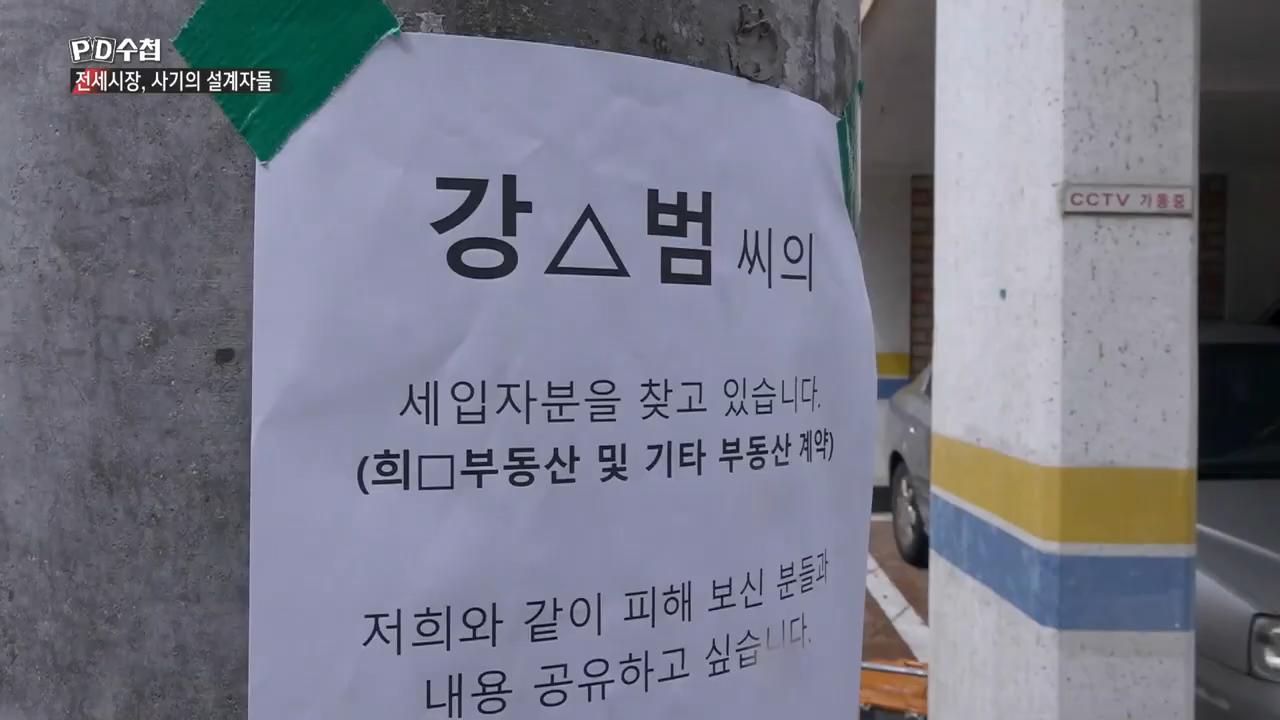 PD수첩
전세시장, 사기의 설계자들
강△범 씨의
CCTV 가동중
세입자분을 찾고 있습니다.
(희□부동산 및 기타 부동산 계약)
저희와 같이 피해 보신 분들과
내용 공유하고 싶습니다.